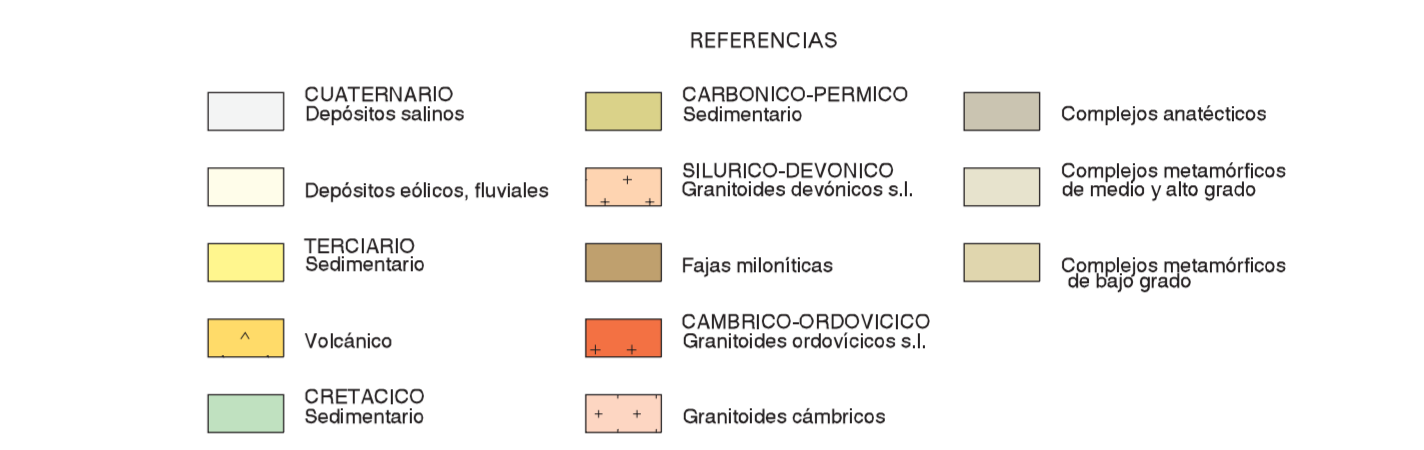 REFERENCIAS
CUATERNARIO
Depósitos salinos
Depósitos eólicos, fluviales
TERCIARIO
Sedimentario
Volcánico
CRETACICO
Sedimentario
CARBONICO-PERMICO
Sedimentario
SILURICO-DEVONICO
Granitoides devónicos s.l.
Fajas miloníticas
CAMBRICO-ORDOVICICO
Granitoides ordovícicos s.l.
Granitoides cámbricos
Complejos anatécticos
Complejos metamórficos
de medio y alto grado
Complejos metamórficos
de bajo grado